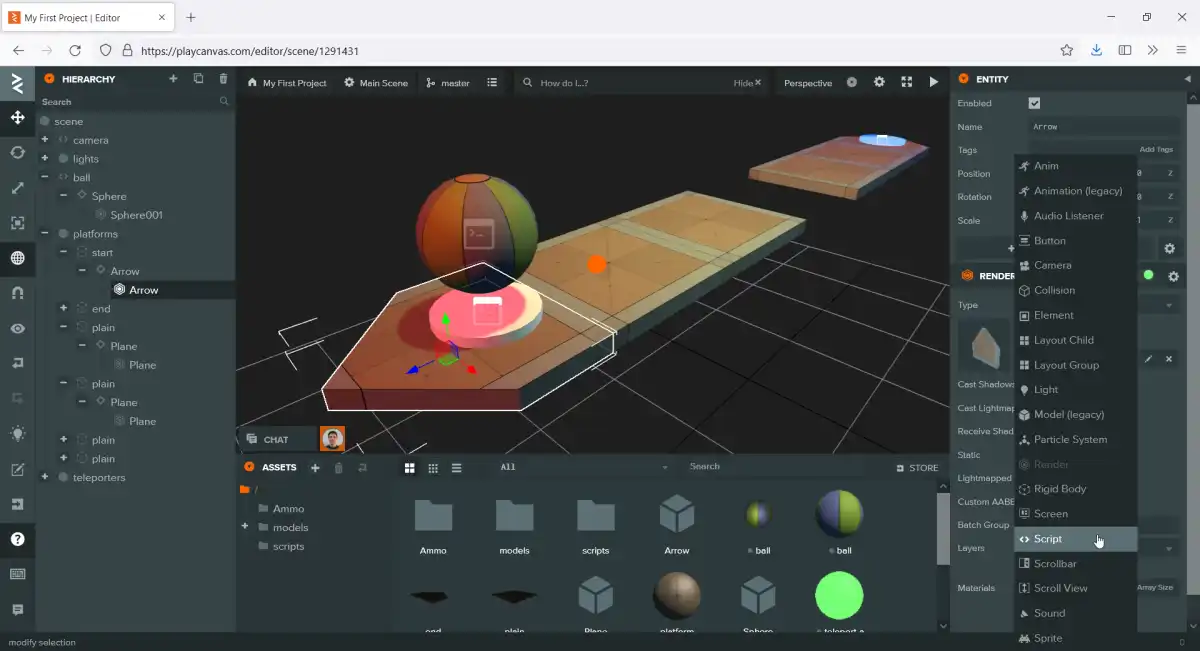 My First Project | Editor
https://playcanvas.com/editor/scene/1291431
HIERARCHY
Search
scene
camera
lights
ball
Sphere
Sphere001
platforms
start
Arrow
Arrow
end
plain
Plane
Plane
plain
Plane
Plane
plain
plain
teleporters
My First Project
Main Scene
master
How do I...?
Hide
Perspective
CHAT
ASSETS
All
Search
STORE
/
Ammo
models
scripts
Ammo
models
scripts
Arrow
ball
ball
end
plain
Plane
platform
Sphere
ENTITY
Enabled
Name
Arrow
Tags
Add Tags
Position
Z
Rotation
Z
Scale
Z
RENDER
Type
Cast Shadows
Cast Lightmap
Receive Shad
Static
Lightmapped
Custom AABB
Batch Group
Layers
Materials
Array Size
Anim
Animation (legacy)
Audio Listener
Button
Camera
Collision
Element
Layout Child
Layout Group
Light
Model (legacy)
Particle System
Render
Rigid Body
Screen
Script
Scrollbar
Scroll View
Sound
Sprite
modify selection